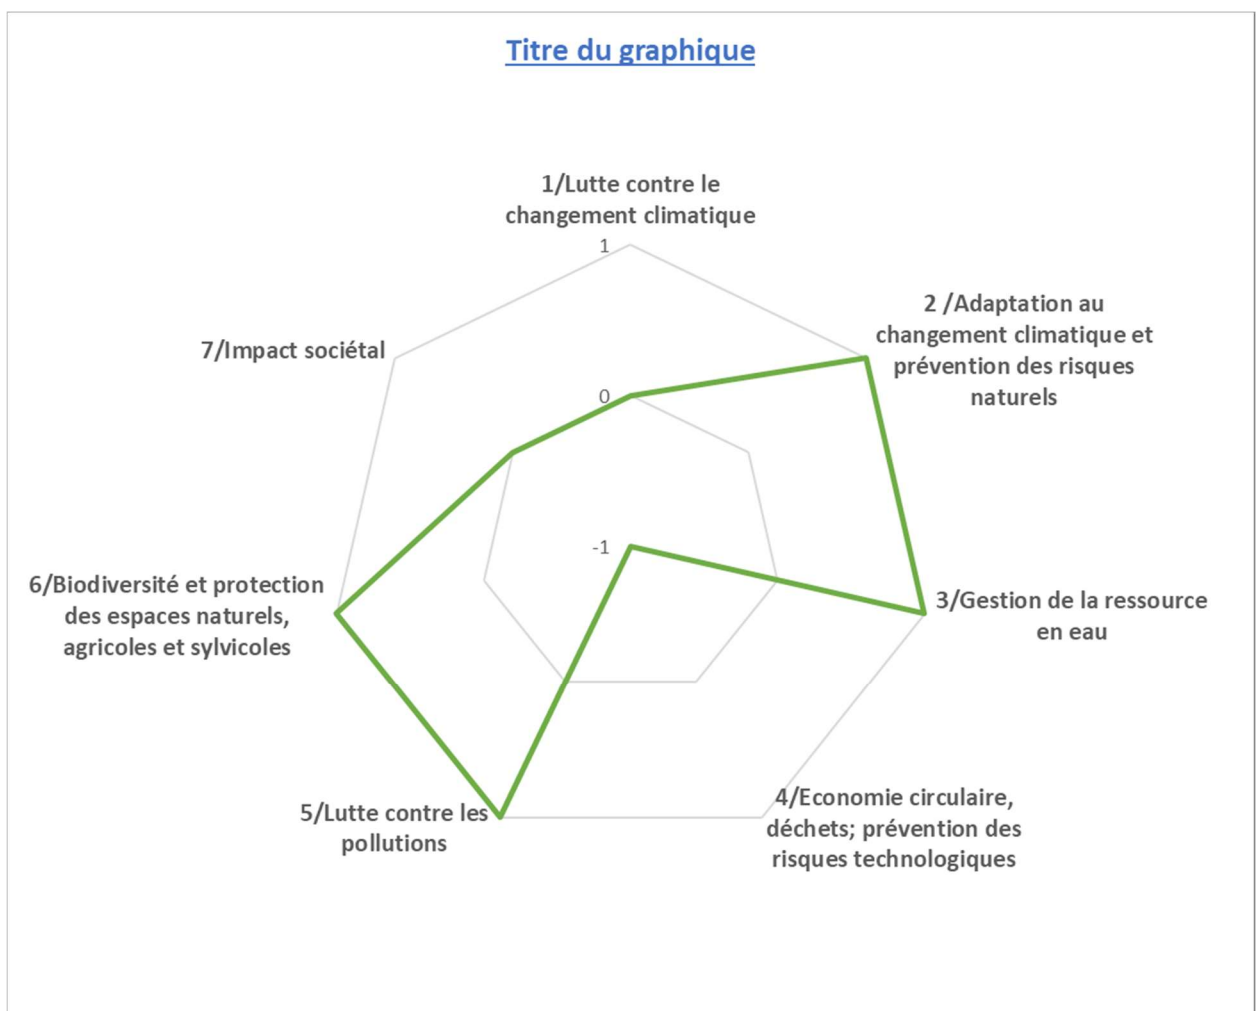 Titre du graphique
1/Lutte contre le
changement climatique
1
2 /Adaptation au
changement climatique et
prévention des risques
naturels
7/Impact sociétal
0
-1
3/Gestion de la ressource
en eau
6/Biodiversité et protection
des espaces naturels,
agricoles et sylvicoles
4/Economie circulaire,
déchets; prévention des
risques technologiques
5/Lutte contre les
pollutions